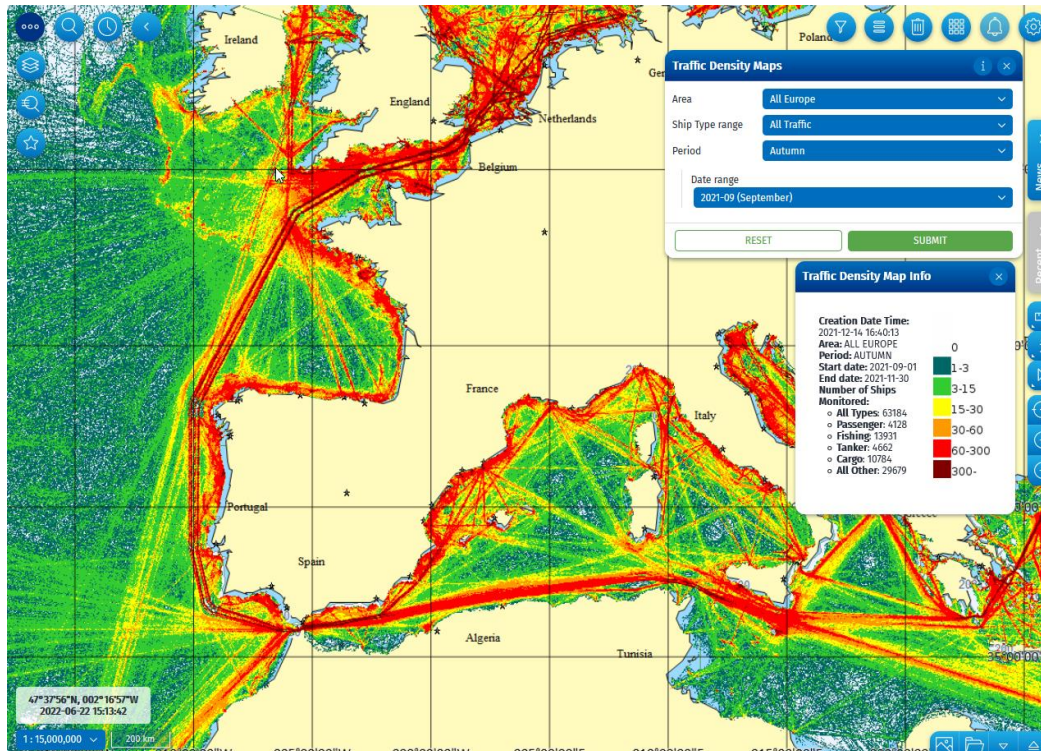 Ireland
England
Netherlands
Belgium
France
Italy
Portugal
Spain
Algeria
Tunisia
Traffic Density Maps
Area
All Europe
Ship Type range
All Traffic
Period
Autumn
Date range
2021-09 (September)
RESET
SUBMIT
Traffic Density Map Info
Creation Date Time:
2021-12-14 16:40:13
Area: ALL EUROPE
Period: AUTUMN
Start date: 2021-09-01
End date: 2021-11-30
Number of Ships
Monitored:
All Types: 63184
Passenger: 4128
Fishing: 13931
Tanker: 4662
Cargo: 10784
All Other: 29679
0
1-3
3-15
15-30
30-60
60-300
300-
News
47°37'56"N, 002°16'57"W
2022-06-22 15:13:42
1 : 15,000,000
200 km